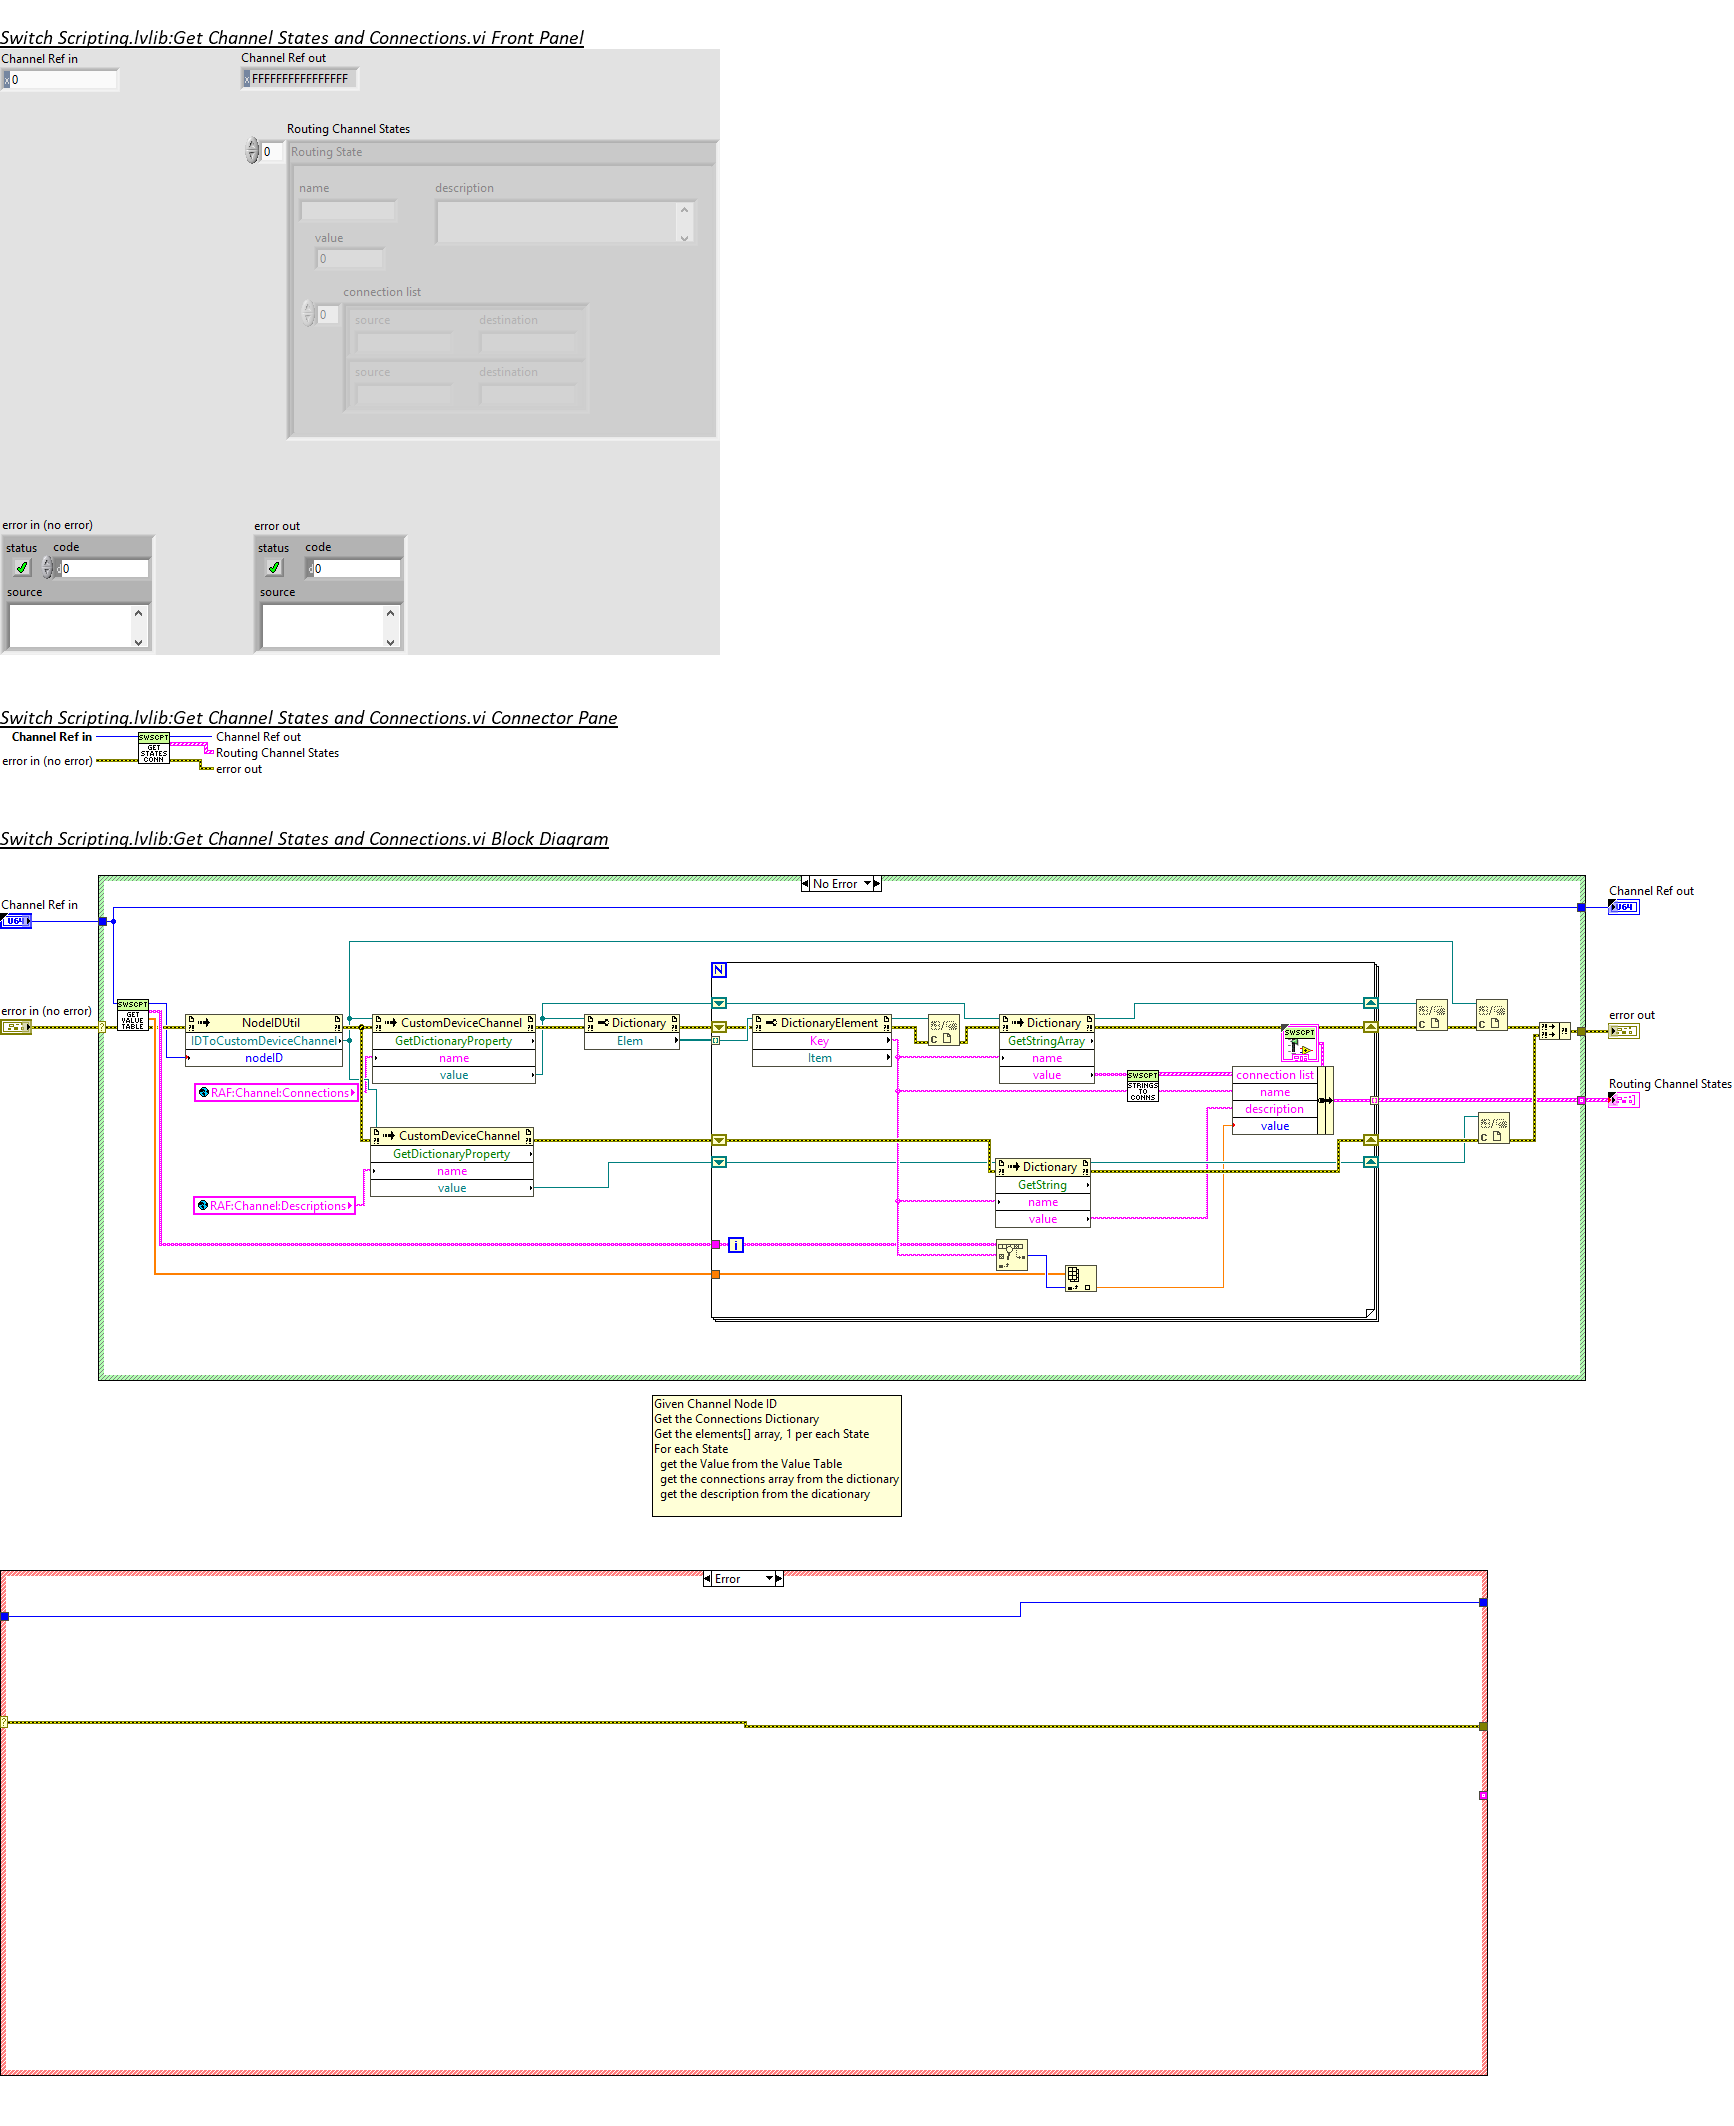 Switch Scripting.lvlib:Get Channel States and Connections.vi Front Panel
Channel Ref in
x 0
Channel Ref out
x FFFFFFFFFFFFFFFF
Routing Channel States
0
Routing State
name
description
value
0
connection list
0
source destination
source destination
error in (no error)
status code
d 0
source
error out
status code
d 0
source
Switch Scripting.lvlib:Get Channel States and Connections.vi Connector Pane
Channel Ref in
error in (no error)
SWSCPT
GET
STATES
CONN
Channel Ref out
Routing Channel States
error out
Switch Scripting.lvlib:Get Channel States and Connections.vi Block Diagram
No Error
Channel Ref in
U64
error in (no error)
?
SWSCPT
GET
VALUE
TABLE
NodeIDUtil
IDToCustomDeviceChannel
nodeID
RAF:Channel:Connections
CustomDeviceChannel
GetDictionaryProperty
name
value
CustomDeviceChannel
GetDictionaryProperty
name
value
RAF:Channel:Descriptions
Dictionary
Elem
N
DictionaryElement
Key
Item
C
Dictionary
GetStringArray
name
value
SWSCPT
STRINGS
TO
CONNS
Dictionary
GetString
name
value
i
SWSCPT
connection list
name
description
value
C
C
C
Channel Ref out
U64
error out
Routing Channel States
Given Channel Node ID
Get the Connections Dictionary
Get the elements[] array, 1 per each State
For each State
get the Value from the Value Table
get the connections array from the dictionary
get the description from the dicationary
Error
?